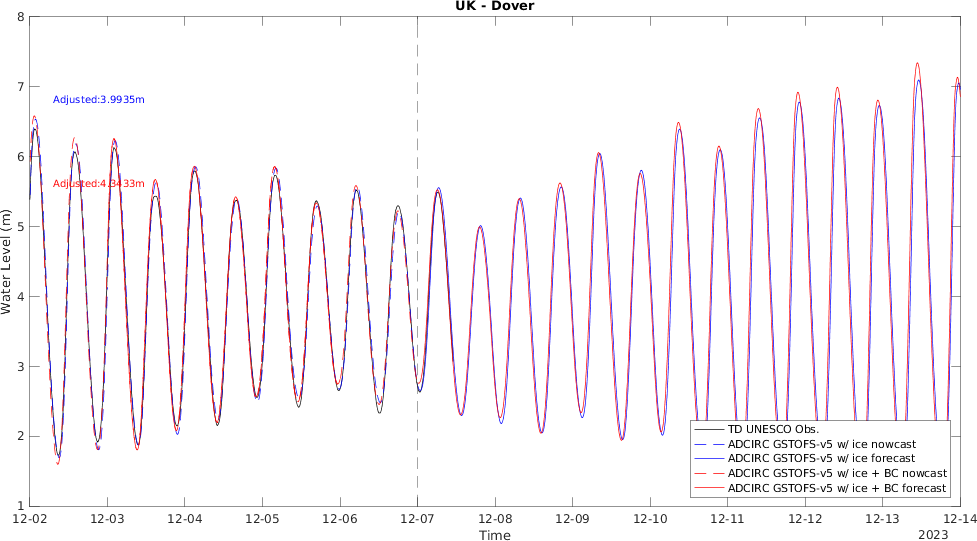 UK - Dover
8
7
6
5
4
3
2
1
Water Level (m)
Adjusted:3.9935m
Adjusted:4.3433m
TD UNESCO Obs.
ADCIRC GSTOFS-v5 w/ ice nowcast
ADCIRC GSTOFS-v5 w/ ice forecast
ADCIRC GSTOFS-v5 w/ ice + BC nowcast
ADCIRC GSTOFS-v5 w/ ice + BC forecast
12-02 12-03 12-04 12-05 12-06 12-07 12-08 12-09 12-10 12-11 12-12 12-13 12-14
Time
2023